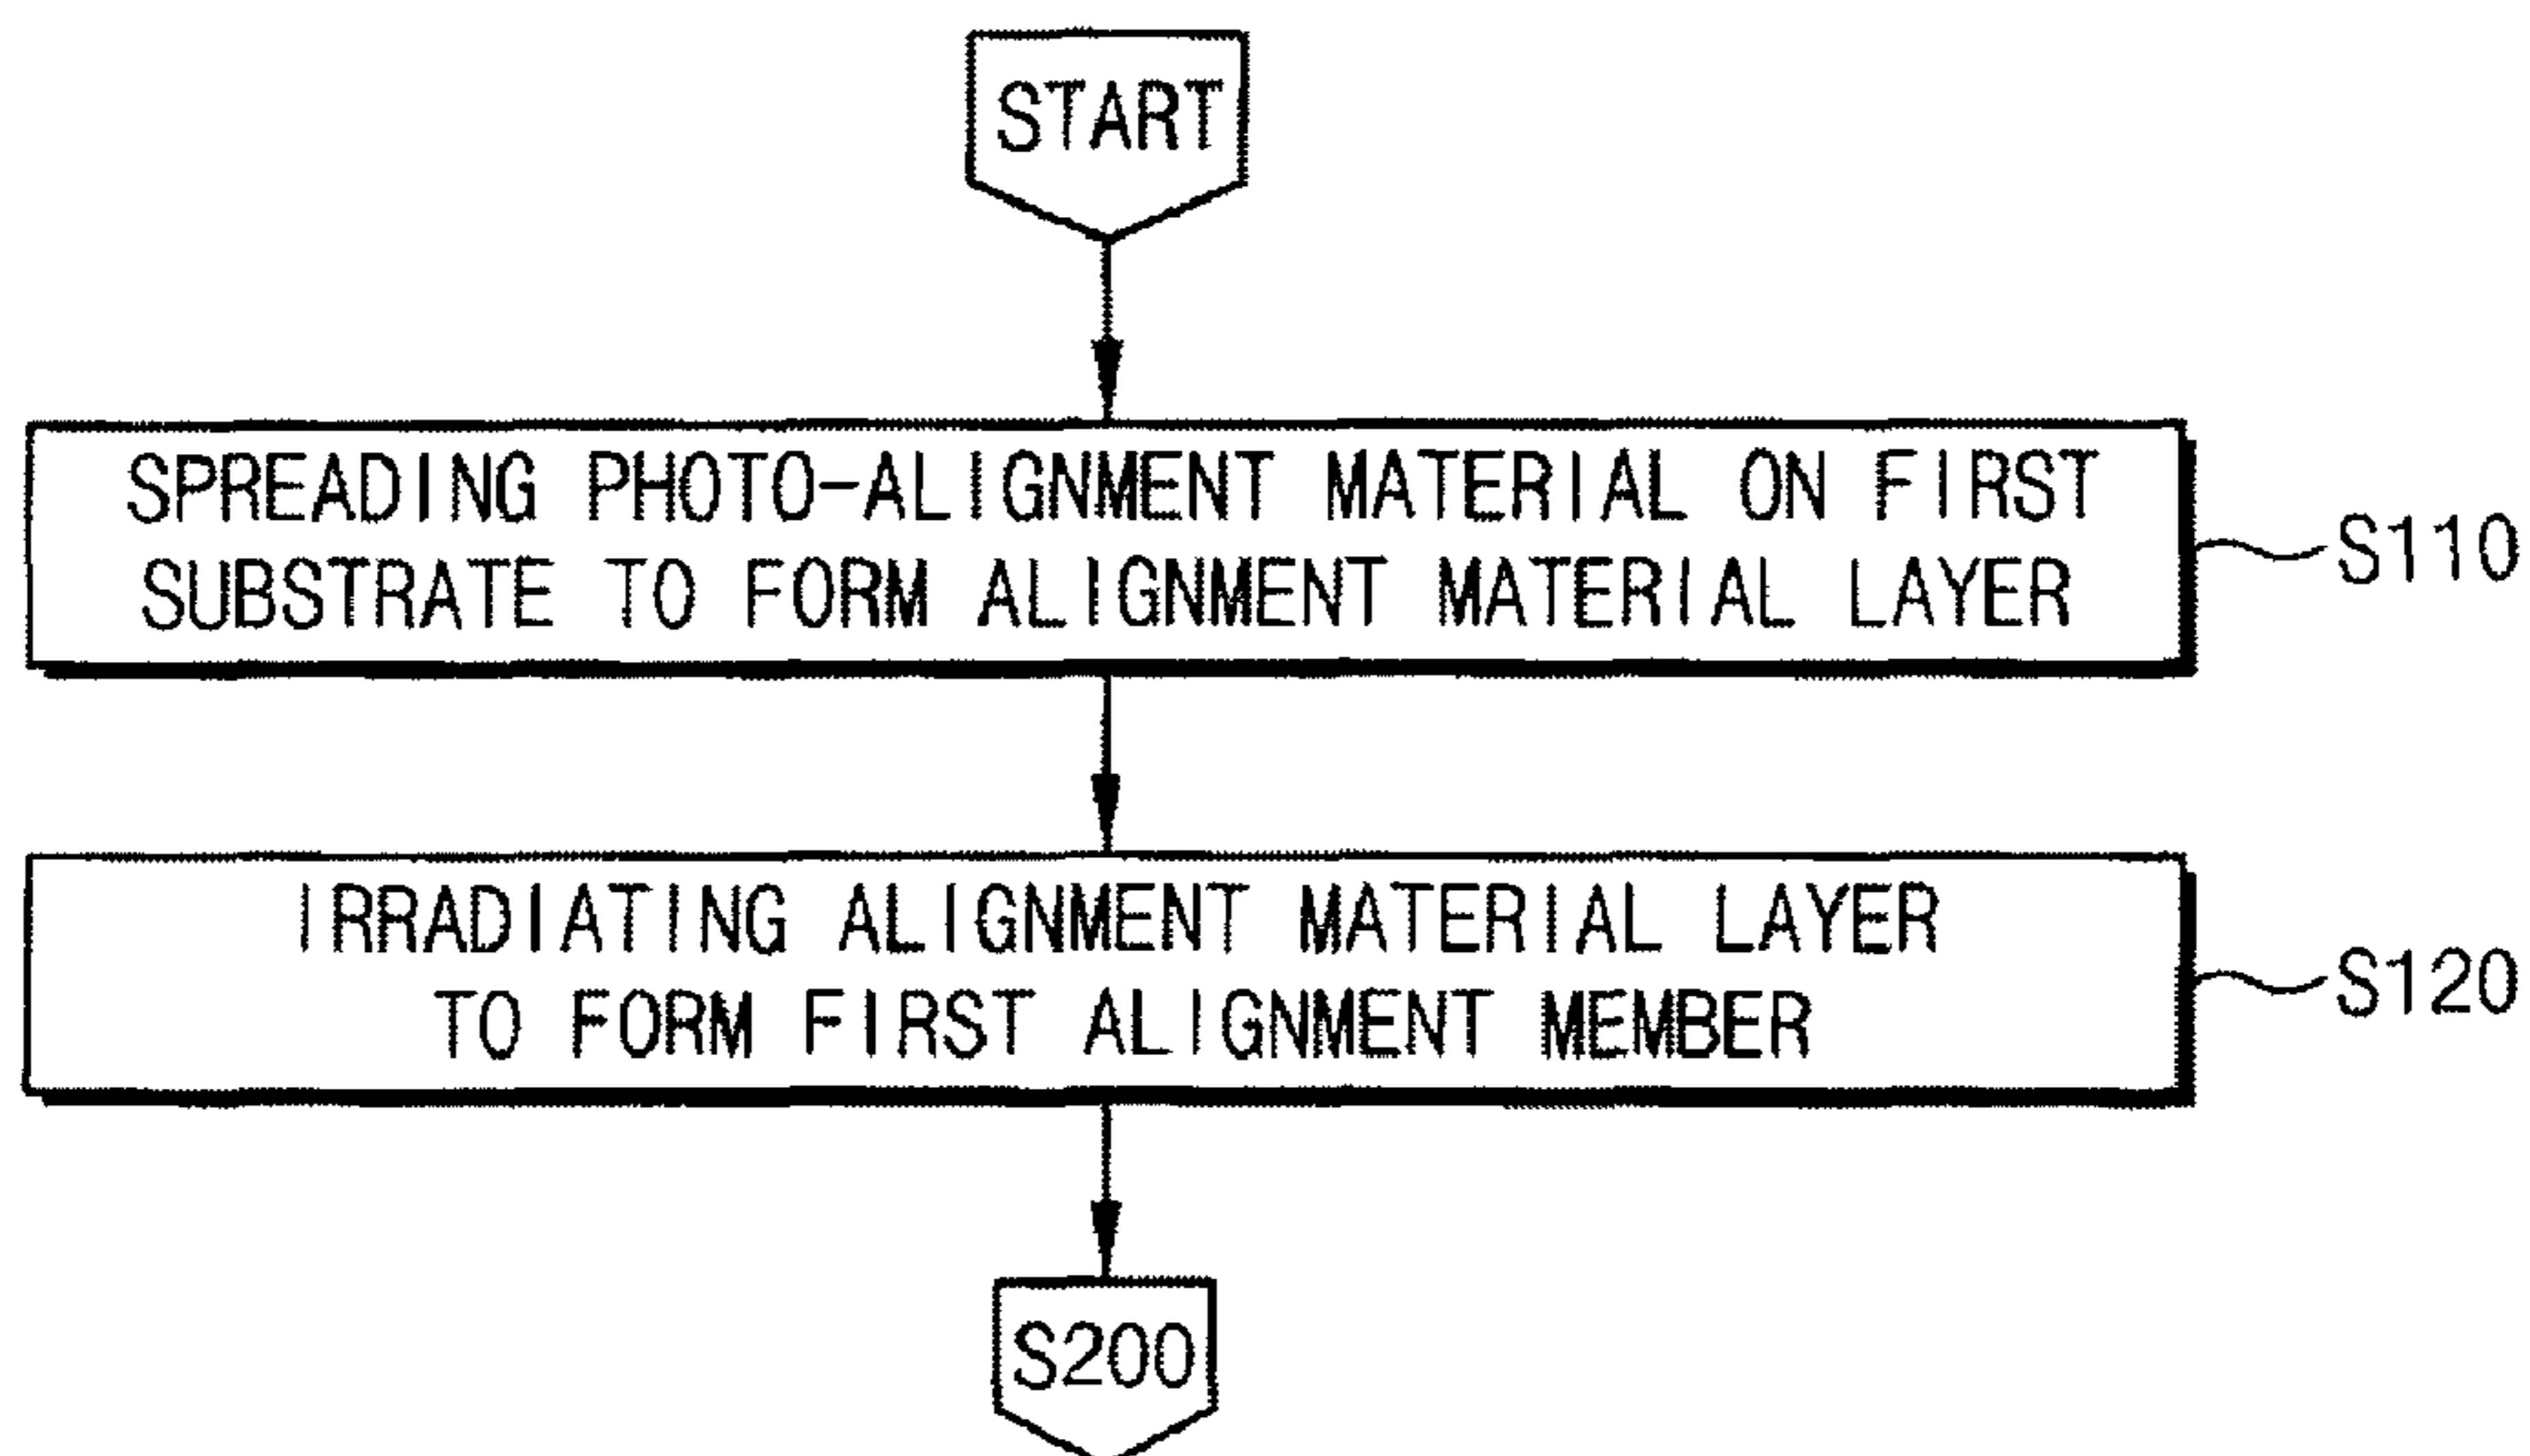 START
SPREADING PHOTO-ALIGNMENT MATERIAL ON FIRST
SUBSTRATE TO FORM ALIGNMENT MATERIAL LAYER
S110
IRRADIATING ALIGNMENT MATERIAL LAYER
TO FORM FIRST ALIGNMENT MEMBER
S120
S200